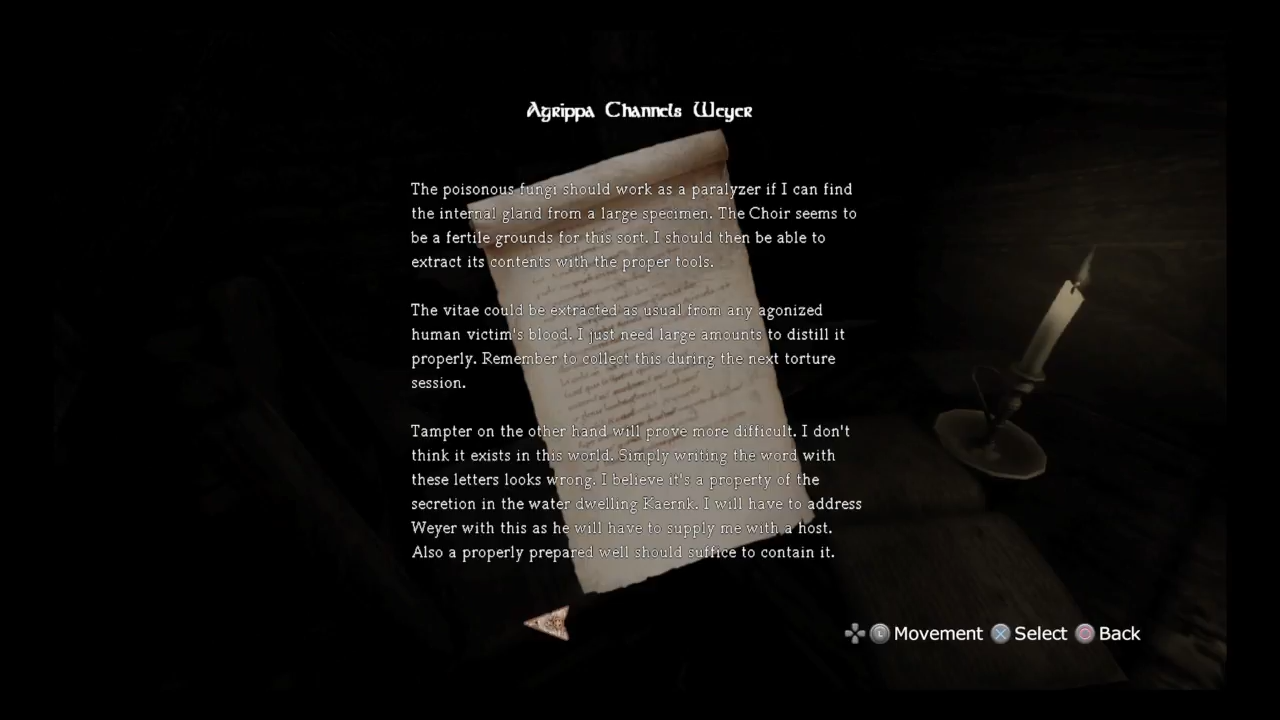 Agrippa Channels Weyer
The poisonous fungi should work as a paralyzer if I can find
the internal gland from a large specimen. The Choir seems to
be a fertile grounds for this sort. I should then be able to
extract its contents with the proper tools.
The vitae could be extracted as usual from any agonized
human victim's blood. I just need large amounts to distill it
properly. Remember to collect this during the next torture
session.
Tampter on the other hand will prove more difficult. I don't
think it exists in this world. Simply writing the word with
these letters looks wrong. I believe it's a property of the
secretion in the water dwelling Kaernk. I will have to address
Weyer with this as he will have to supply me with a host.
Also a properly prepared well should suffice to contain it.
L Movement Select Back